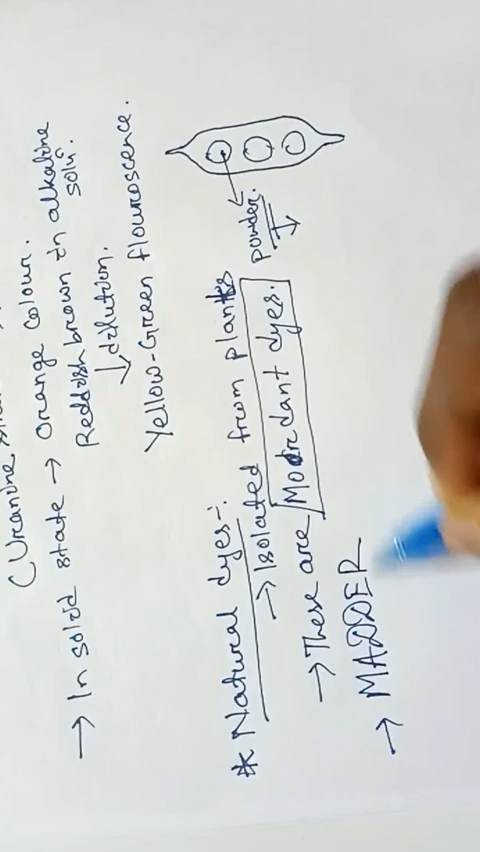 (Uranine
→ In solid state → Orange Colour.
Reddish brown in alkaline
soln.
↓ dilution.
Yellow-Green flouroscence.
* Natural dyes-:
→ Isolated from plants
→ These are Mordant dyes.
→ MADDER
powder.